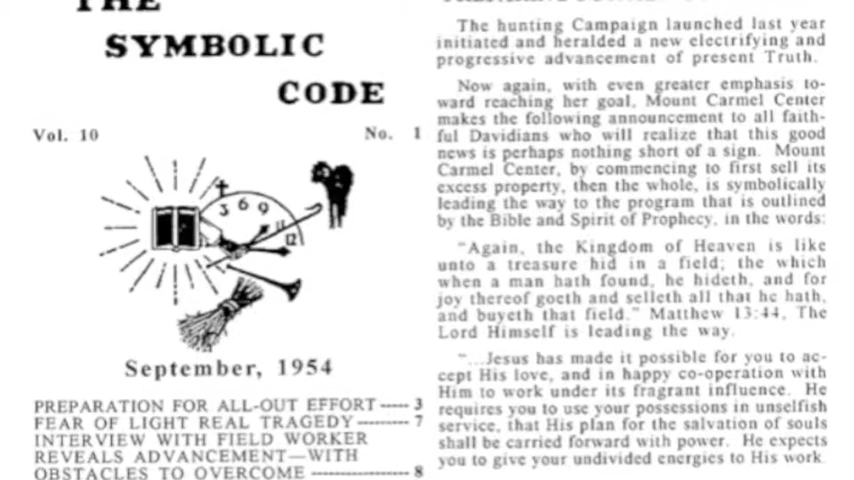 THE
SYMBOLIC
CODE
Vol. 10 No. 1
3 6 9 11 12
September, 1954
PREPARATION FOR ALL-OUT EFFORT ----- 3
FEAR OF LIGHT REAL TRAGEDY ------ 7
INTERVIEW WITH FIELD WORKER
REVEALS ADVANCEMENT—WITH
OBSTACLES TO OVERCOME ------------ 8
The hunting Campaign launched last year
initiated and heralded a new electrifying and
progressive advancement of present Truth.
Now again, with even greater emphasis to-
ward reaching her goal, Mount Carmel Center
makes the following announcement to all faith-
ful Davidians who will realize that this good
news is perhaps nothing short of a sign. Mount
Carmel Center, by commencing to first sell its
excess property, then the whole, is symbolically
leading the way to the program that is outlined
by the Bible and Spirit of Prophecy, in the words:
"Again, the Kingdom of Heaven is like
unto a treasure hid in a field; the which
when a man hath found, he hideth, and for
joy thereof goeth and selleth all that he hath,
and buyeth that field." Matthew 13:44, The
Lord Himself is leading the way.
"...Jesus has made it possible for you to ac-
cept His love, and in happy co-operation with
Him to work under its fragrant influence. He
requires you to use your possessions in unselfish
service, that His plan for the salvation of souls
shall be carried forward with power. He expects
you to give your undivided energies to His work.